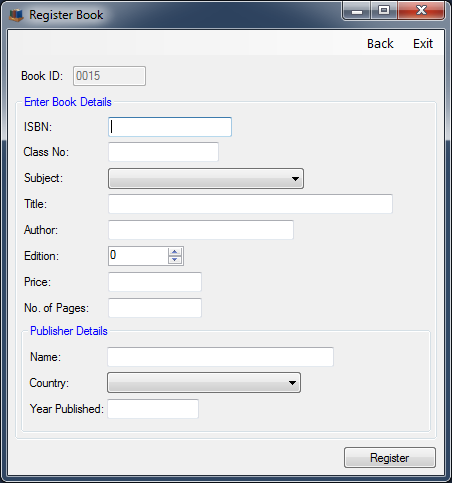 Register Book
Back Exit
Book ID: 0015
Enter Book Details
ISBN:
Class No:
Subject:
Title:
Author:
Edition: 0
Price:
No. of Pages:
Publisher Details
Name:
Country:
Year Published:
Register